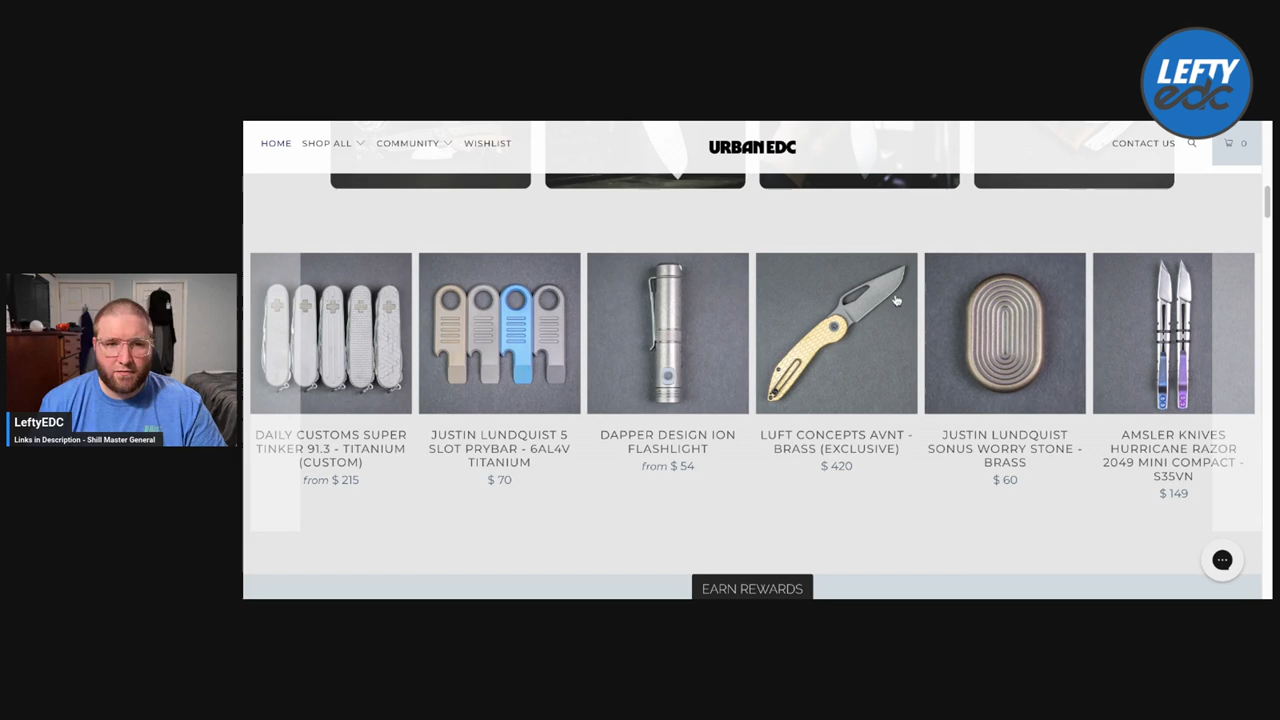 LEFTY
edc
HOME SHOP ALL COMMUNITY WISHLIST
URBAN EDC
CONTACT US 0
DAILY CUSTOMS SUPER
TINKER 91.3 - TITANIUM
(CUSTOM)
from $ 215
JUSTIN LUNDQUIST 5
SLOT PRYBAR - 6AL4V
TITANIUM
$ 70
DAPPER DESIGN ION
FLASHLIGHT
from $ 54
LUFT CONCEPTS AVNT -
BRASS (EXCLUSIVE)
$ 420
JUSTIN LUNDQUIST
SONUS WORRY STONE -
BRASS
$ 60
AMSLER KNIVES
HURRICANE RAZOR
2049 MINI COMPACT -
S35VN
$ 149
LeftyEDC
Links in Description - Shill Master General
EARN REWARDS